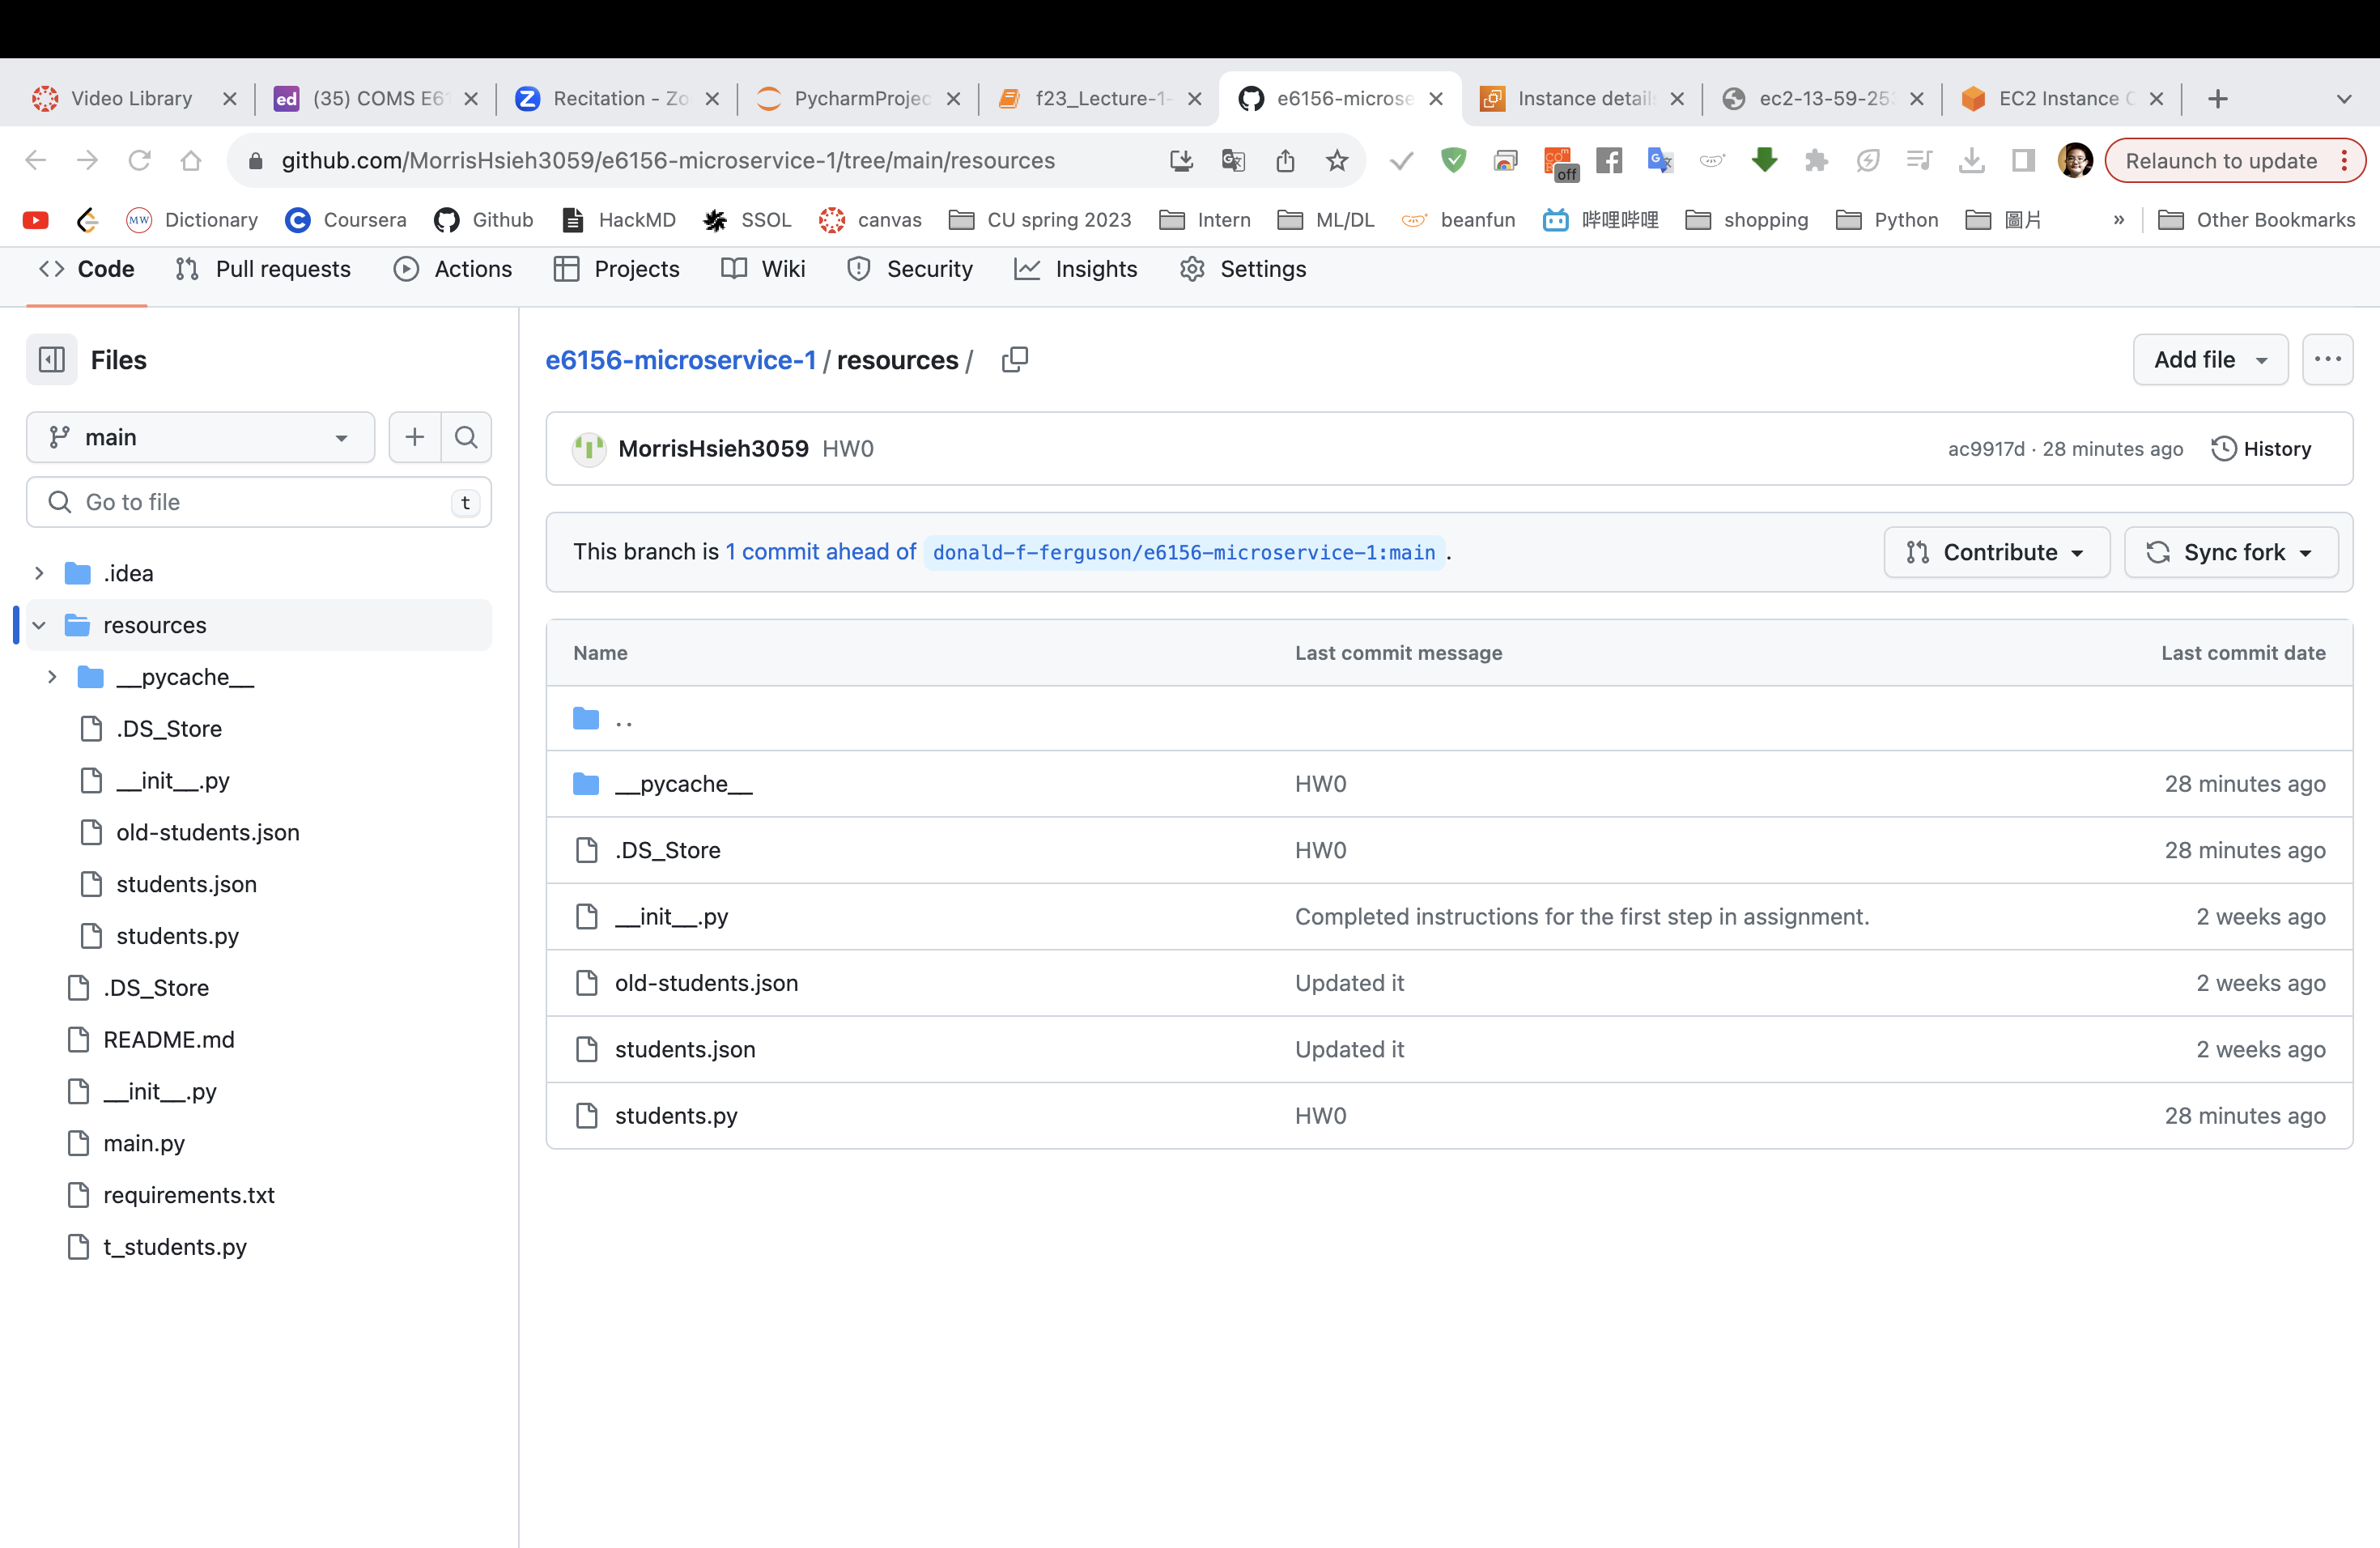 Video Library
(35) COMS E61
Recitation - Zo
PycharmProjec
f23_Lecture-1-
e6156-microse
Instance details
ec2-13-59-253
EC2 Instance C
github.com/MorrisHsieh3059/e6156-microservice-1/tree/main/resources
off
Relaunch to update
Dictionary
Coursera
Github
HackMD
SSOL
canvas
CU spring 2023
Intern
ML/DL
beanfun
哔哩哔哩
shopping
Python
圖片
»
Other Bookmarks
Code
Pull requests
Actions
Projects
Wiki
Security
Insights
Settings
Files
main
Go to file
t
.idea
resources
__pycache__
.DS_Store
__init__.py
old-students.json
students.json
students.py
.DS_Store
README.md
__init__.py
main.py
requirements.txt
t_students.py
e6156-microservice-1 / resources /
Add file
MorrisHsieh3059 HW0
ac9917d · 28 minutes ago
History
This branch is 1 commit ahead of donald-f-ferguson/e6156-microservice-1:main .
Contribute
Sync fork
Name Last commit message Last commit date
..
__pycache__ HW0 28 minutes ago
.DS_Store HW0 28 minutes ago
__init__.py Completed instructions for the first step in assignment. 2 weeks ago
old-students.json Updated it 2 weeks ago
students.json Updated it 2 weeks ago
students.py HW0 28 minutes ago